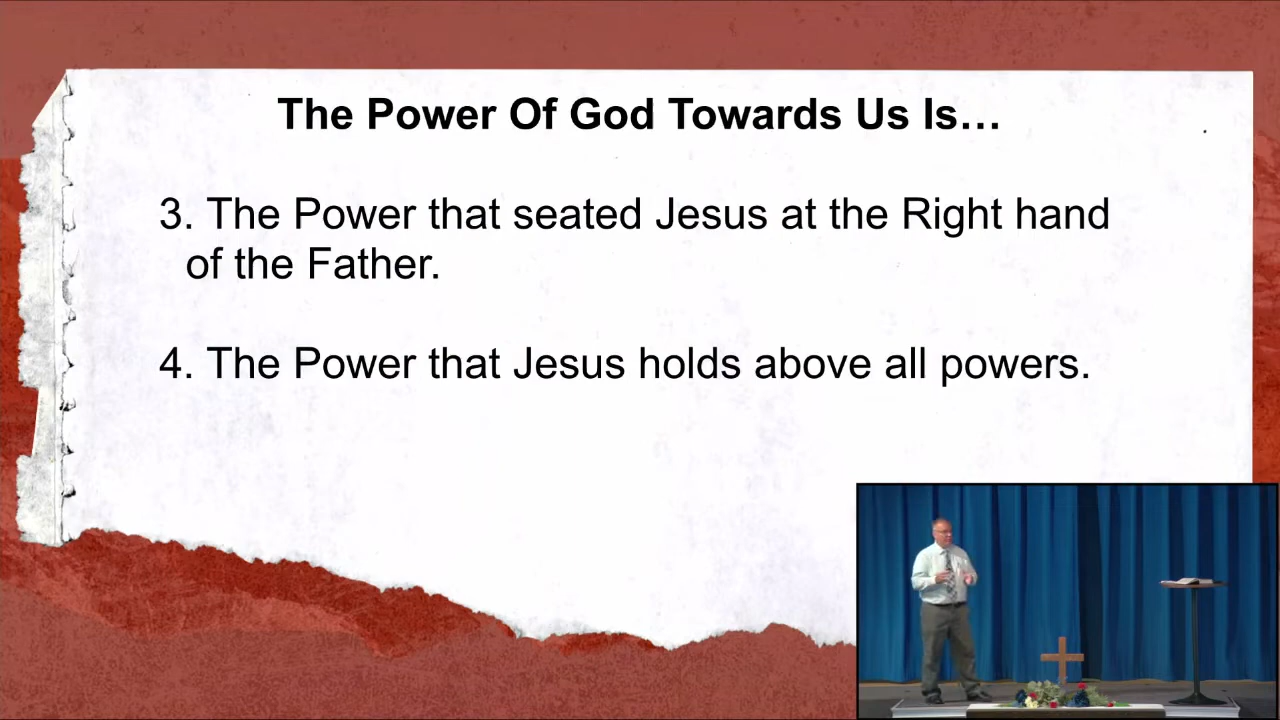 The Power Of God Towards Us Is…
3. The Power that seated Jesus at the Right hand
of the Father.
4. The Power that Jesus holds above all powers.